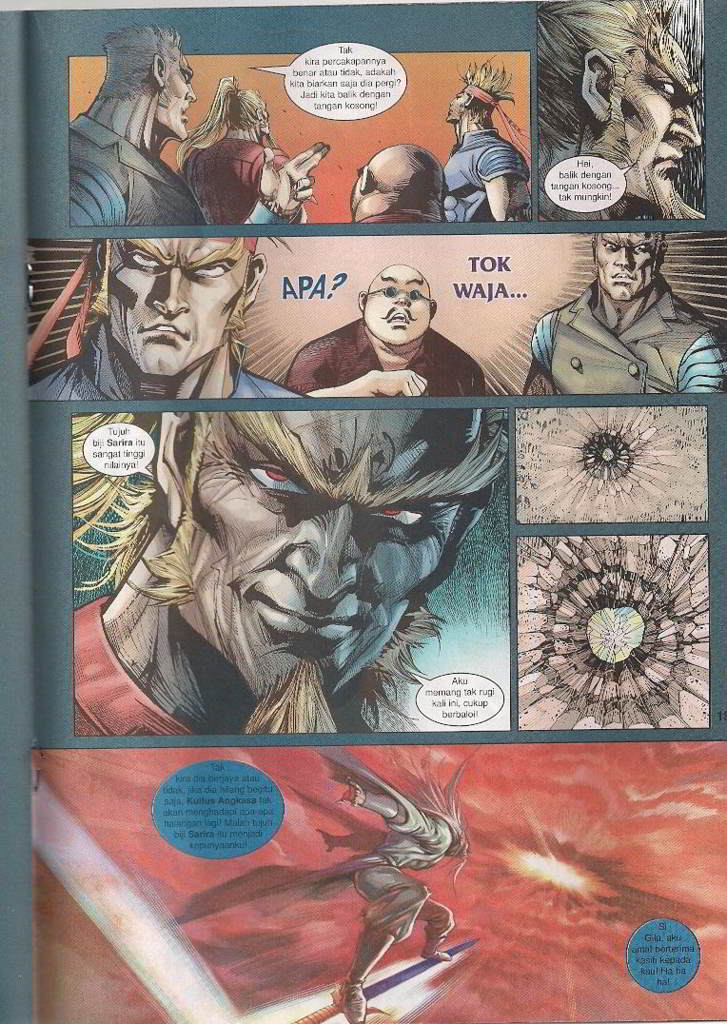 Tak
kira percakapannya
benar atau tidak, adakah
kita biarkan saja dia pergi?
Jadi kita balik dengan
tangan kosong!
Hei,
balik dengan
tangan kosong...
tak mungkin!
APA?
TOK
WAJA...
Tujuh
biji Sarira itu
sangat tinggi
nilainya!
Aku
memang tak rugi
kali ini, cukup
berbaloi!
Tak
kira dia berjaya atau
tidak, jika dia hilang begitu
saja, Kultus Angkasa tak
akan menghadapi apa-apa
halangan lagi! Malah tujuh
biji Sarira itu menjadi
kepunyaanku!
Si
Gila, aku
amat berterima
kasih kepada
kau! Ha ha
ha!